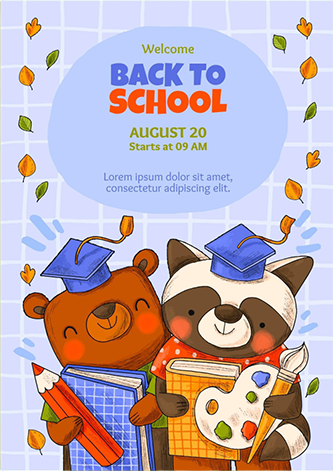 Welcome
BACK TO
SCHOOL
AUGUST 20
Starts at 09 AM
Lorem ipsum dolor sit amet,
consectetur adipiscing elit.